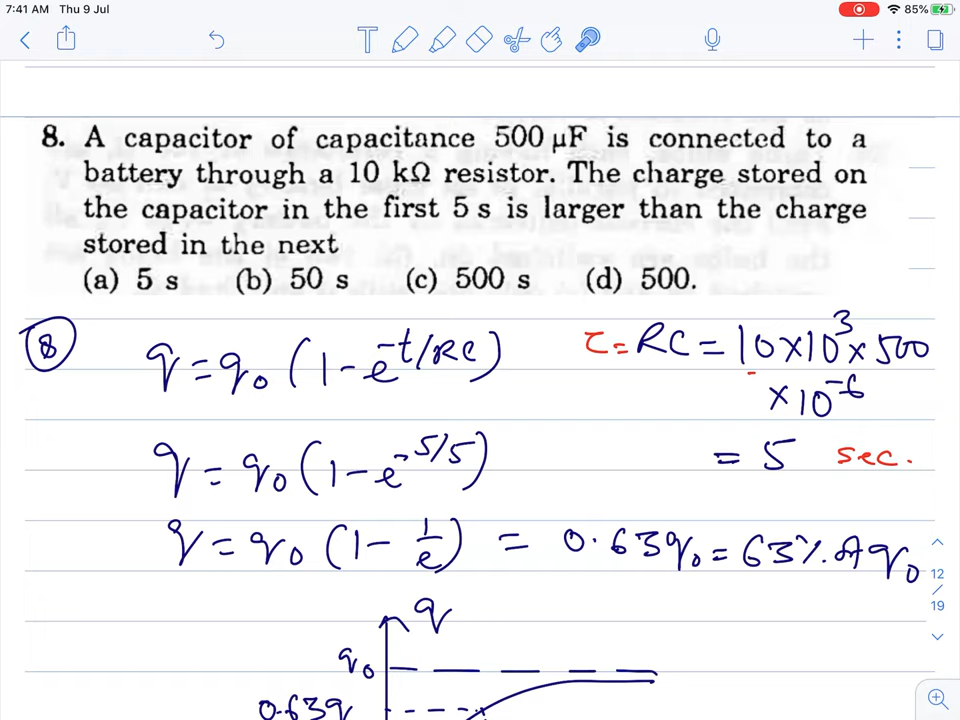 7:41 AM Thu 9 Jul
85%
T
8. A capacitor of capacitance 500 μF is connected to a
battery through a 10 kΩ resistor. The charge stored on
the capacitor in the first 5 s is larger than the charge
stored in the next
(a) 5 s (b) 50 s (c) 500 s (d) 500.
8 q = q₀ (1 - e^-t/RC) τ = RC = 10 × 10³ × 500
× 10⁻⁶
q = q₀ (1 - e^-5/5) = 5 sec.
q = q₀ (1 - 1/e) = 0.63q₀ = 63% of q₀
12
/
19
q
q₀
0.63q